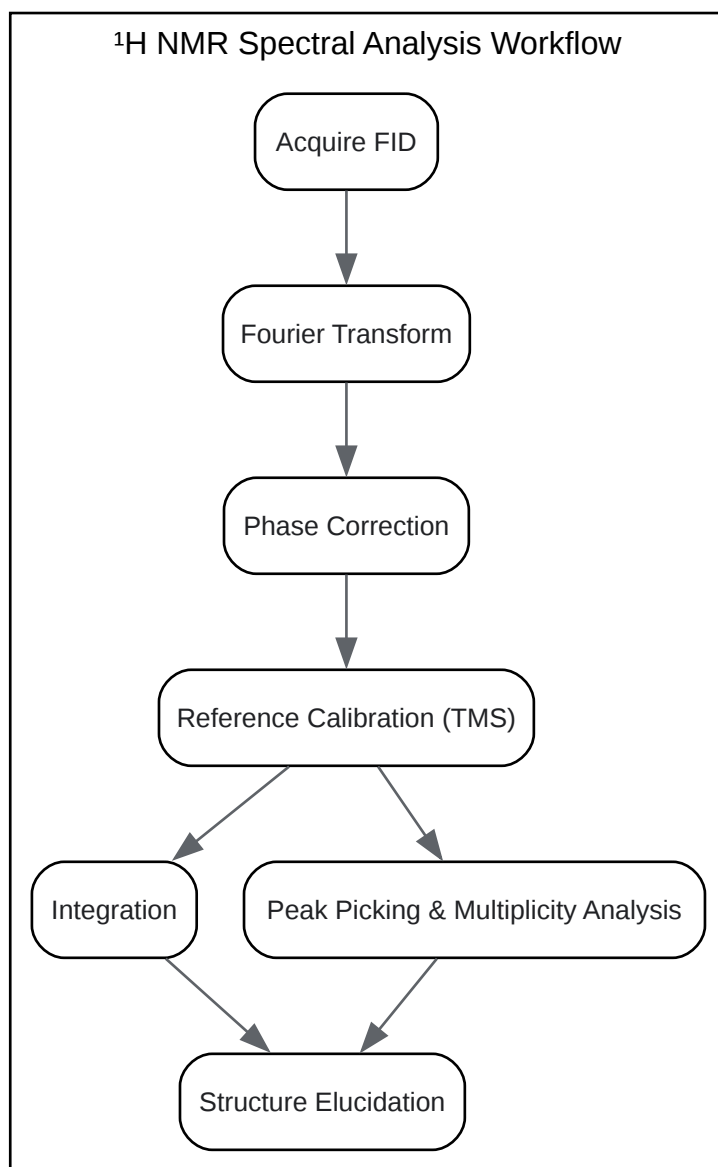 ¹H NMR Spectral Analysis Workflow
Acquire FID
Fourier Transform
Phase Correction
Reference Calibration (TMS)
Integration
Peak Picking & Multiplicity Analysis
Structure Elucidation